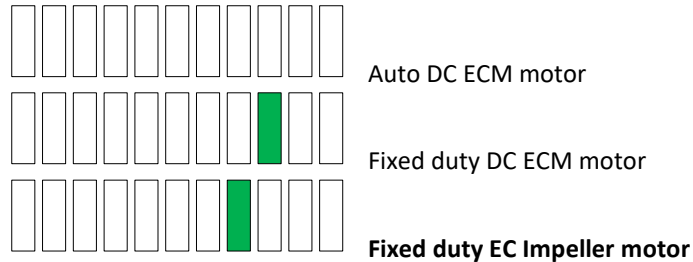 Auto DC ECM motor
Fixed duty DC ECM motor
Fixed duty EC Impeller motor